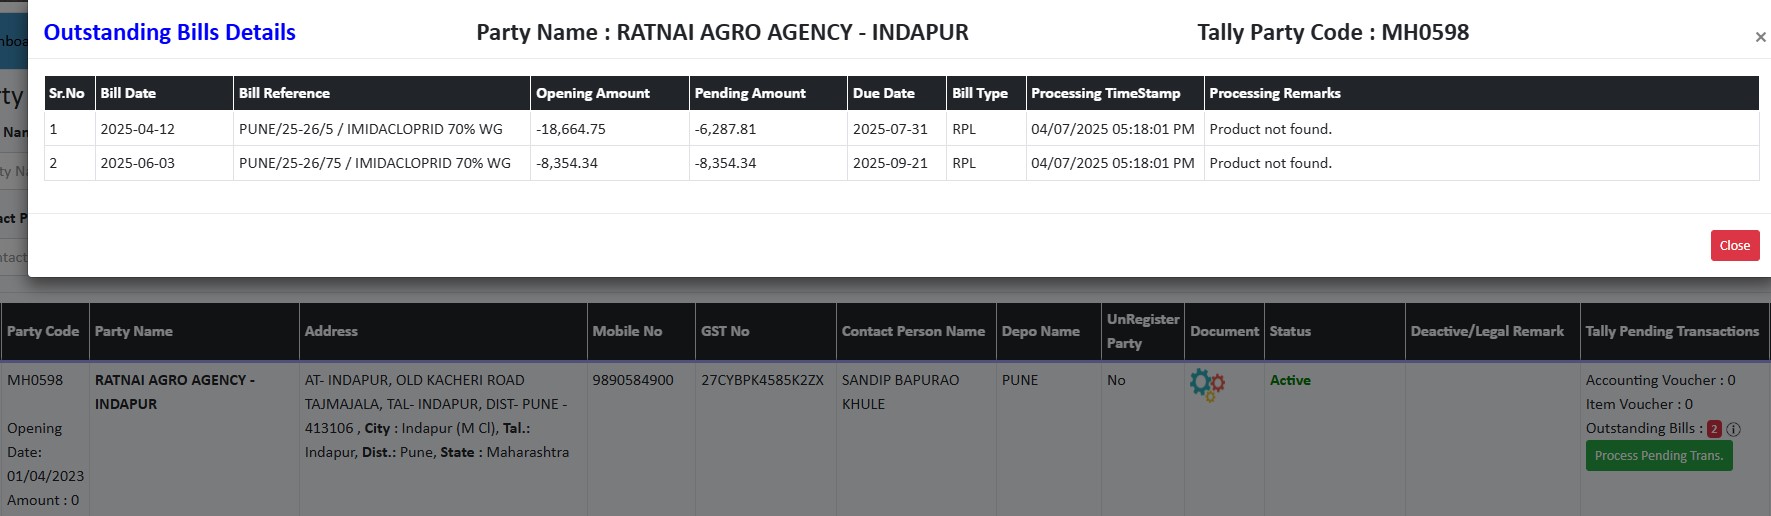 Outstanding Bills Details Party Name : RATNAI AGRO AGENCY - INDAPUR Tally Party Code : MH0598 ×
Sr.No Bill Date Bill Reference Opening Amount Pending Amount Due Date Bill Type Processing TimeStamp Processing Remarks
1 2025-04-12 PUNE/25-26/5 / IMIDACLOPRID 70% WG -18,664.75 -6,287.81 2025-07-31 RPL 04/07/2025 05:18:01 PM Product not found.
2 2025-06-03 PUNE/25-26/75 / IMIDACLOPRID 70% WG -8,354.34 -8,354.34 2025-09-21 RPL 04/07/2025 05:18:01 PM Product not found.
Close
Party Code Party Name Address Mobile No GST No Contact Person Name Depo Name UnRegister Party Document Status Deactive/Legal Remark Tally Pending Transactions
MH0598 RATNAI AGRO AGENCY - AT- INDAPUR, OLD KACHERI ROAD 9890584900 27CYBPK4585K2ZX SANDIP BAPURAO PUNE No Active Accounting Voucher : 0
INDAPUR TAJMAJALA, TAL- INDAPUR, DIST- PUNE - KHULE Item Voucher : 0
Opening 413106 , City : Indapur (M Cl), Tal.: Outstanding Bills : 2
Date: Indapur, Dist.: Pune, State : Maharashtra Process Pending Trans.
01/04/2023
Amount : 0